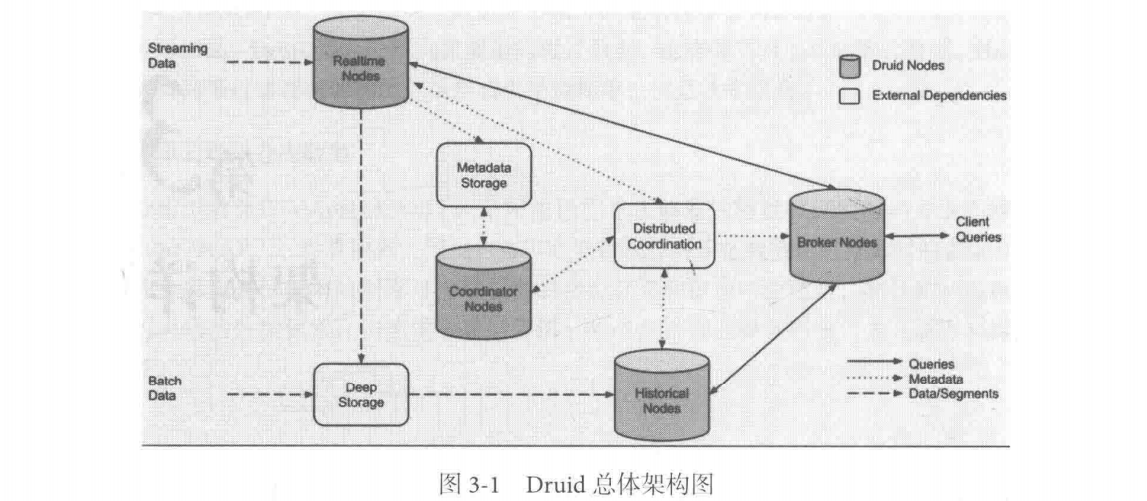 Streaming
Data
Realtime
Nodes
Druid Nodes
External Dependencies
Metadata
Storage
Distributed
Coordination
Broker Nodes
Client
Queries
Coordinator
Nodes
Batch
Data
Deep
Storage
Historical
Nodes
Queries
Metadata
Data/Segments
图 3-1 Druid 总体架构图